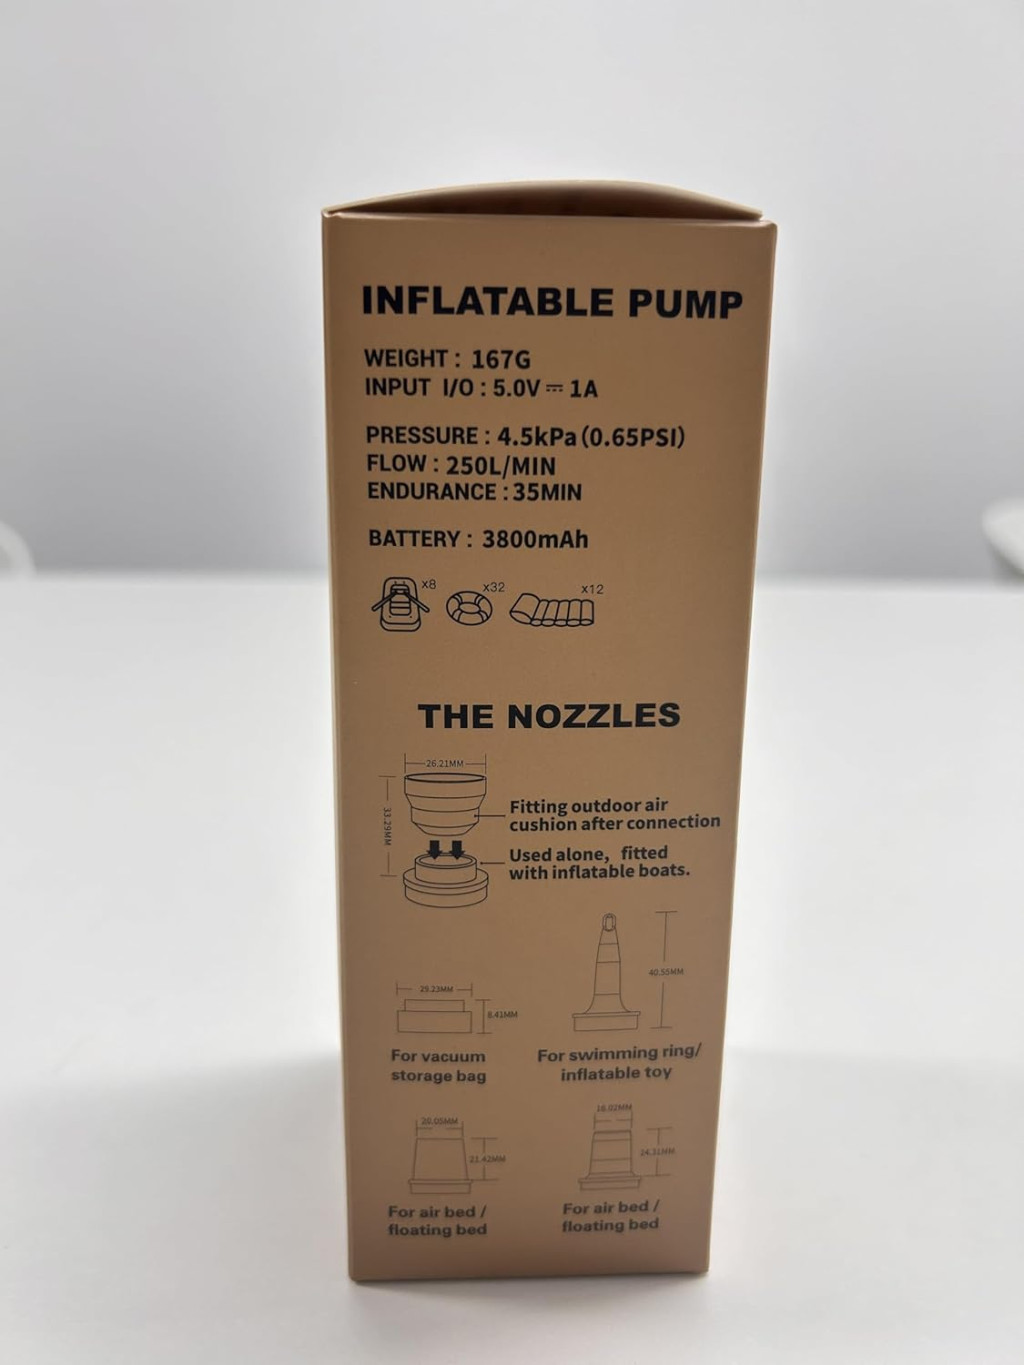 INFLATABLE PUMP
WEIGHT : 167G
INPUT I/O : 5.0V⎓1A
PRESSURE : 4.5kPa(0.65PSI)
FLOW : 250L/MIN
ENDURANCE : 35MIN
BATTERY : 3800mAh
x8 x32 x12
THE NOZZLES
26.21MM
33.29MM
Fitting outdoor air
cushion after connection
Used alone, fitted
with inflatable boats.
40.55MM
29.23MM
8.41MM
For vacuum
storage bag
For swimming ring/
inflatable toy
20.05MM
21.42MM
For air bed /
floating bed
18.02MM
24.31MM
For air bed /
floating bed